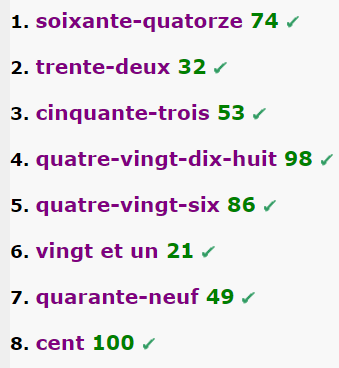 1. soixante-quatorze 74 ✓
2. trente-deux 32 ✓
3. cinquante-trois 53 ✓
4. quatre-vingt-dix-huit 98 ✓
5. quatre-vingt-six 86 ✓
6. vingt et un 21 ✓
7. quarante-neuf 49 ✓
8. cent 100 ✓